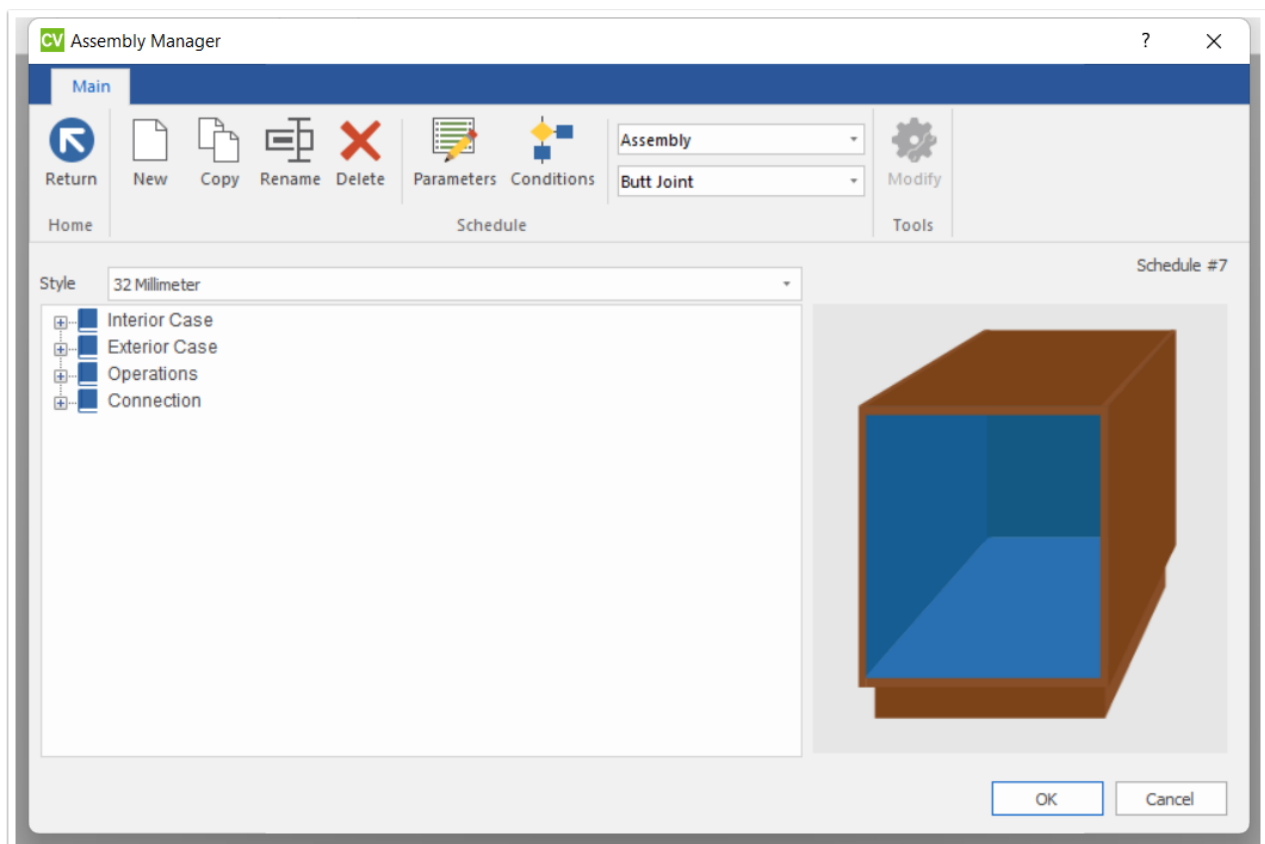 CV Assembly Manager ?
Main
Return New Copy Rename Delete Parameters Conditions
Assembly
Butt Joint
Modify
Home Schedule Tools
Schedule #7
Style 32 Millimeter
Interior Case
Exterior Case
Operations
Connection
OK Cancel